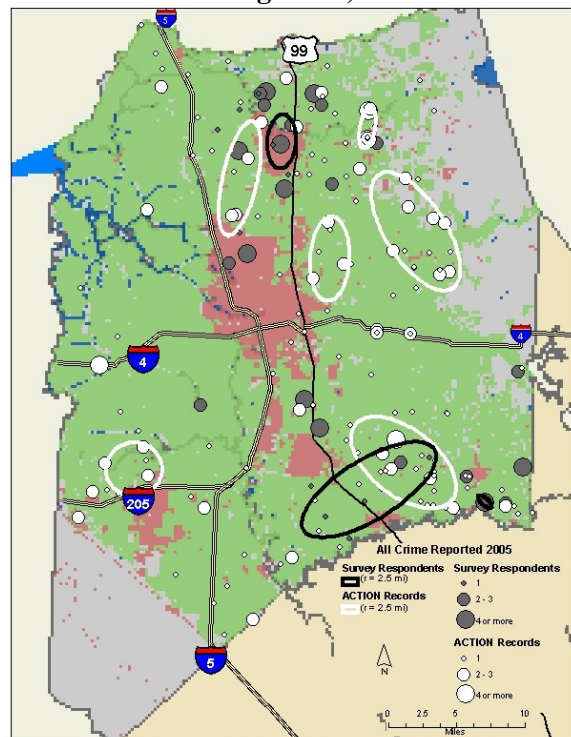 5
99
4
4
205
5
All Crime Reported 2005
Survey Respondents
(r = 2.5 mi)
ACTION Records
(r = 2.5 mi)
Survey Respondents
1
2 - 3
4 or more
ACTION Records
1
2 - 3
4 or more
N
10 5 0 10
Miles